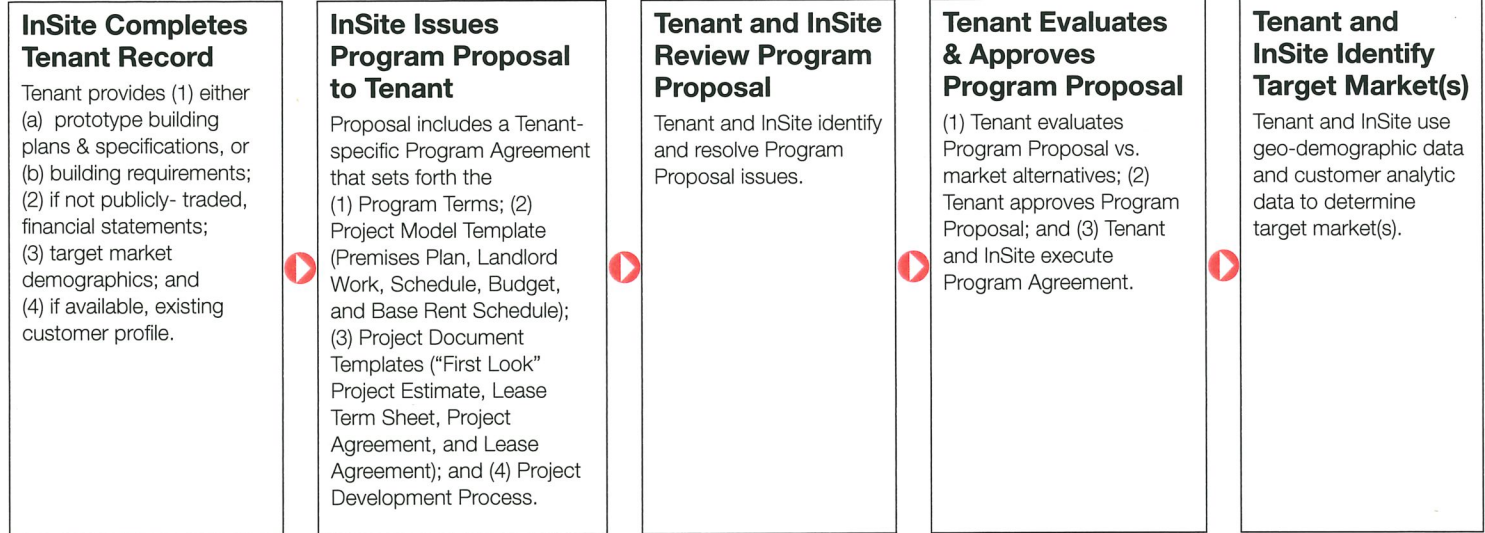 InSite Completes
Tenant Record
Tenant provides (1) either
(a) prototype building
plans & specifications, or
(b) building requirements;
(2) if not publicly- traded,
financial statements;
(3) target market
demographics; and
(4) if available, existing
customer profile.
InSite Issues
Program Proposal
to Tenant
Proposal includes a Tenant-
specific Program Agreement
that sets forth the
(1) Program Terms; (2)
Project Model Template
(Premises Plan, Landlord
Work, Schedule, Budget,
and Base Rent Schedule);
(3) Project Document
Templates (“First Look”
Project Estimate, Lease
Term Sheet, Project
Agreement, and Lease
Agreement); and (4) Project
Development Process.
Tenant and InSite
Review Program
Proposal
Tenant and InSite identify
and resolve Program
Proposal issues.
Tenant Evaluates
& Approves
Program Proposal
(1) Tenant evaluates
Program Proposal vs.
market alternatives; (2)
Tenant approves Program
Proposal; and (3) Tenant
and InSite execute
Program Agreement.
Tenant and
InSite Identify
Target Market(s)
Tenant and InSite use
geo-demographic data
and customer analytic
data to determine
target market(s).